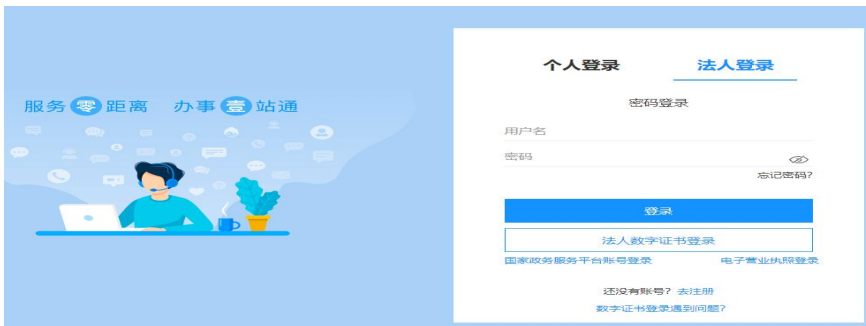 服务零距离 办事壹站通
个人登录 法人登录
密码登录
用户名
密码
忘记密码?
登录
法人数字证书登录
国家政务服务平台账号登录 电子营业执照登录
还没有账号? 去注册
数字证书登录遇到问题?